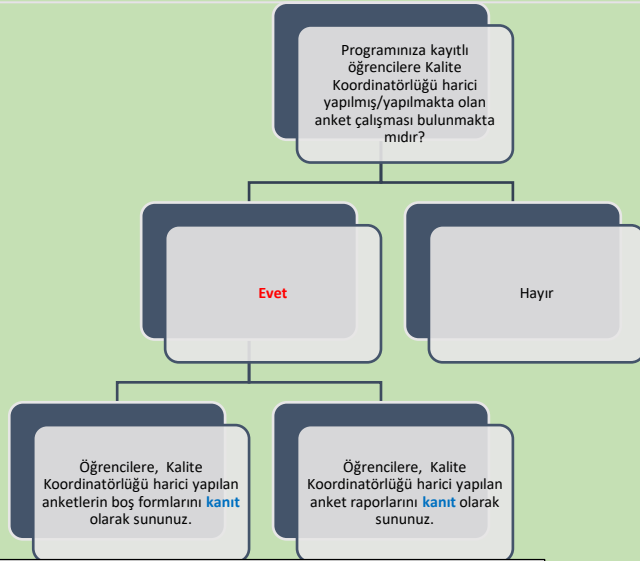 Programınıza kayıtlı
öğrencilere Kalite
Koordinatörlüğü harici
yapılmış/yapılmakta olan
anket çalışması bulunmakta
mıdır?
Evet
Hayır
Öğrencilere, Kalite
Koordinatörlüğü harici yapılan
anketlerin boş formlarını kanıt
olarak sununuz.
Öğrencilere, Kalite
Koordinatörlüğü harici yapılan
anket raporlarını kanıt olarak
sununuz.